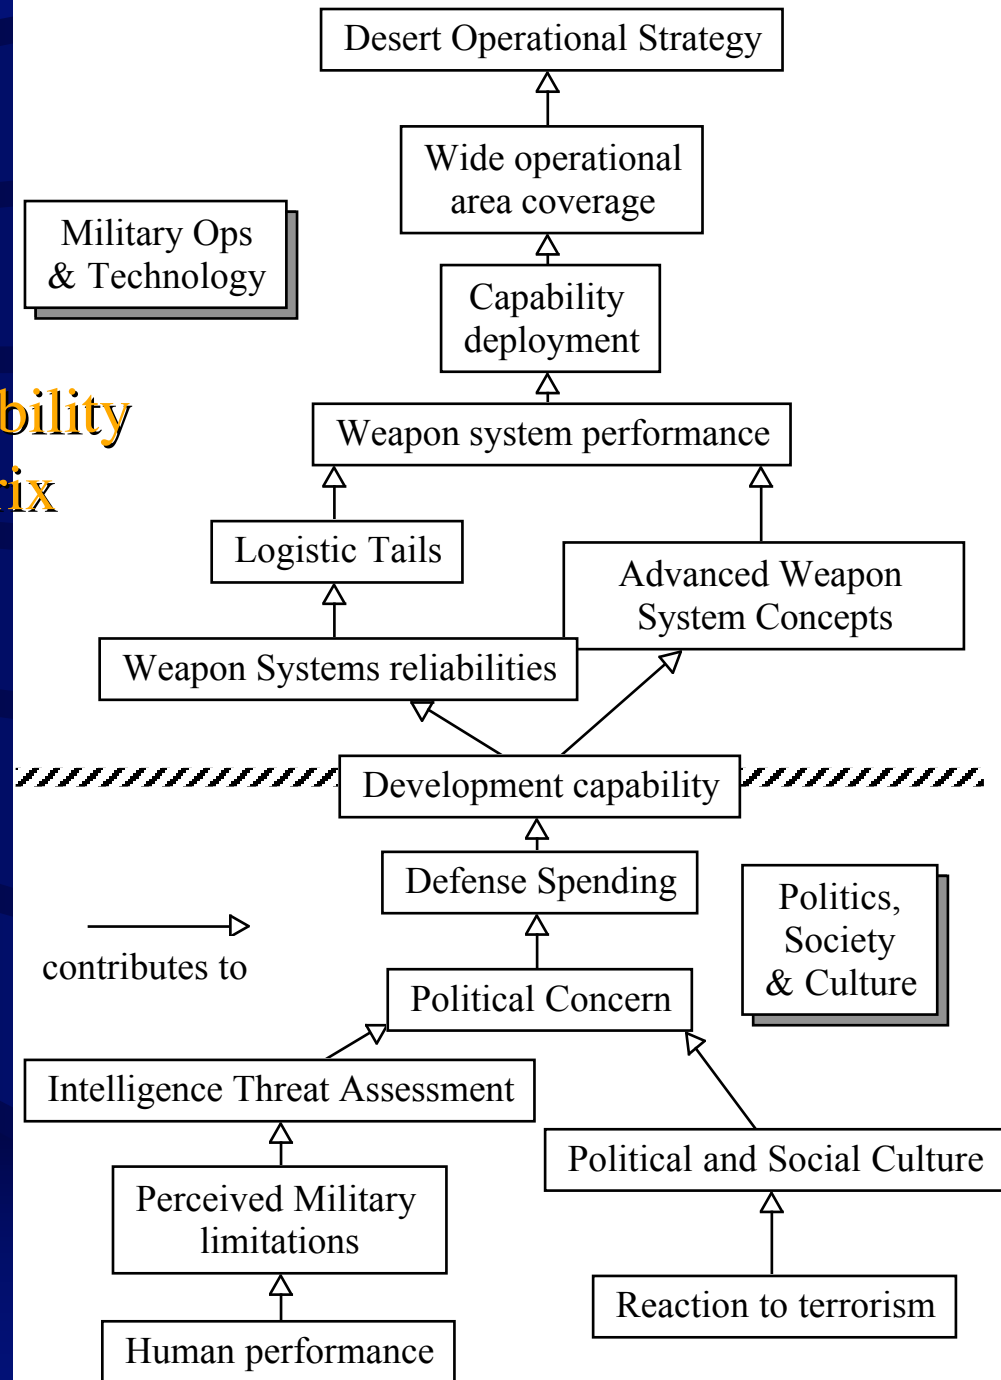 Desert Operational Strategy
Wide operational
area coverage
Military Ops
& Technology
Capability
deployment
Weapon system performance
Logistic Tails
Advanced Weapon
System Concepts
Weapon Systems reliabilities
Development capability
Defense Spending
Politics,
Society
& Culture
contributes to
Political Concern
Intelligence Threat Assessment
Political and Social Culture
Perceived Military
limitations
Reaction to terrorism
Human performance